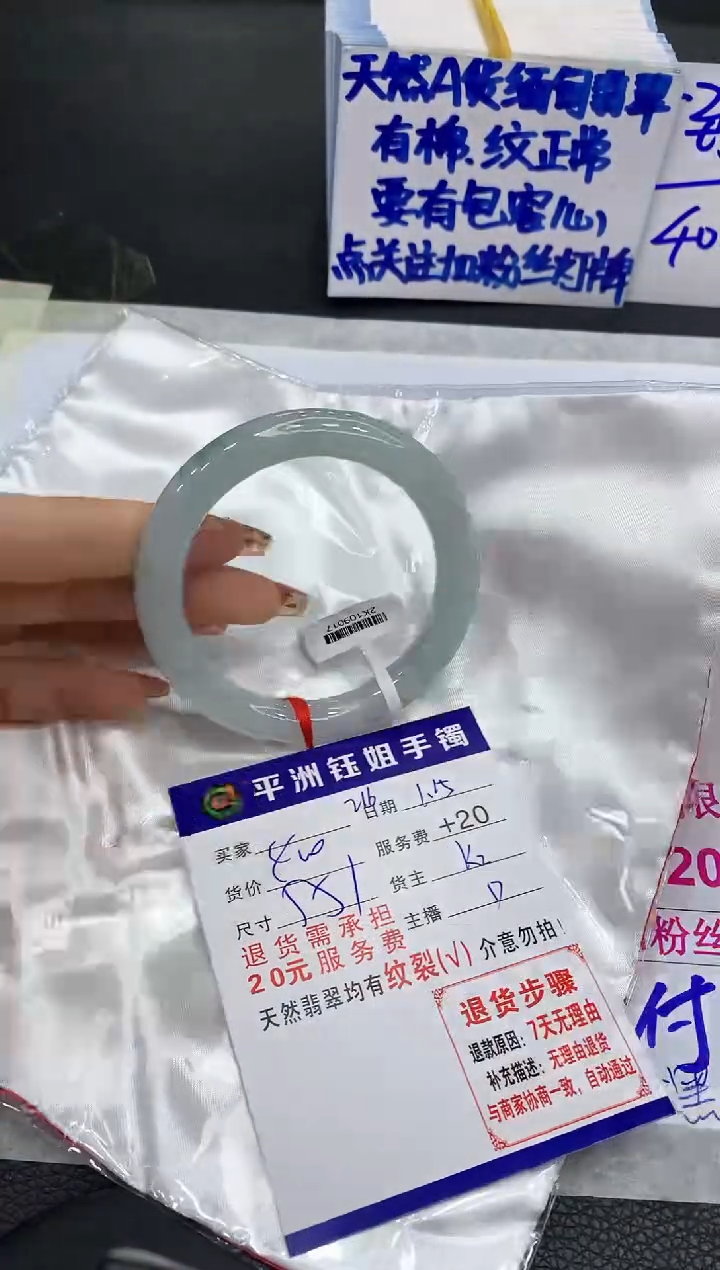 天然A货缅甸翡翠
有棉、纹正常
要有包容心,
点关注加粉丝灯牌
40
2K103017
平洲钰姐手镯
买家 日期 1.15
货价 服务费 +20
尺寸 551 货主
主播
退货需承担
20元服务费
天然翡翠均有纹裂(√) 介意勿拍!
退货步骤
退款原因: 7天无理由
补充描述: 无理由退货
与商家协商一致, 自动通过
限
20
粉丝
付